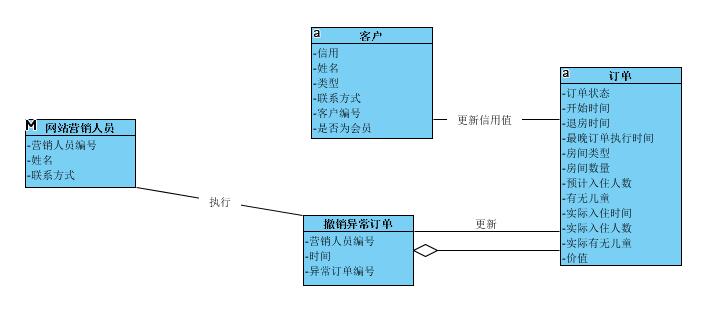 a
客户
-信用
-姓名
-类型
-联系方式
-客户编号
-是否为会员
a
订单
-订单状态
-开始时间
-退房时间
-最晚订单执行时间
-房间类型
-房间数量
-预计入住人数
-有无儿童
-实际入住时间
-实际入住人数
-实际有无儿童
-价值
更新信用值
M
网站营销人员
-营销人员编号
-姓名
-联系方式
执行
撤销异常订单
-营销人员编号
-时间
-异常订单编号
更新